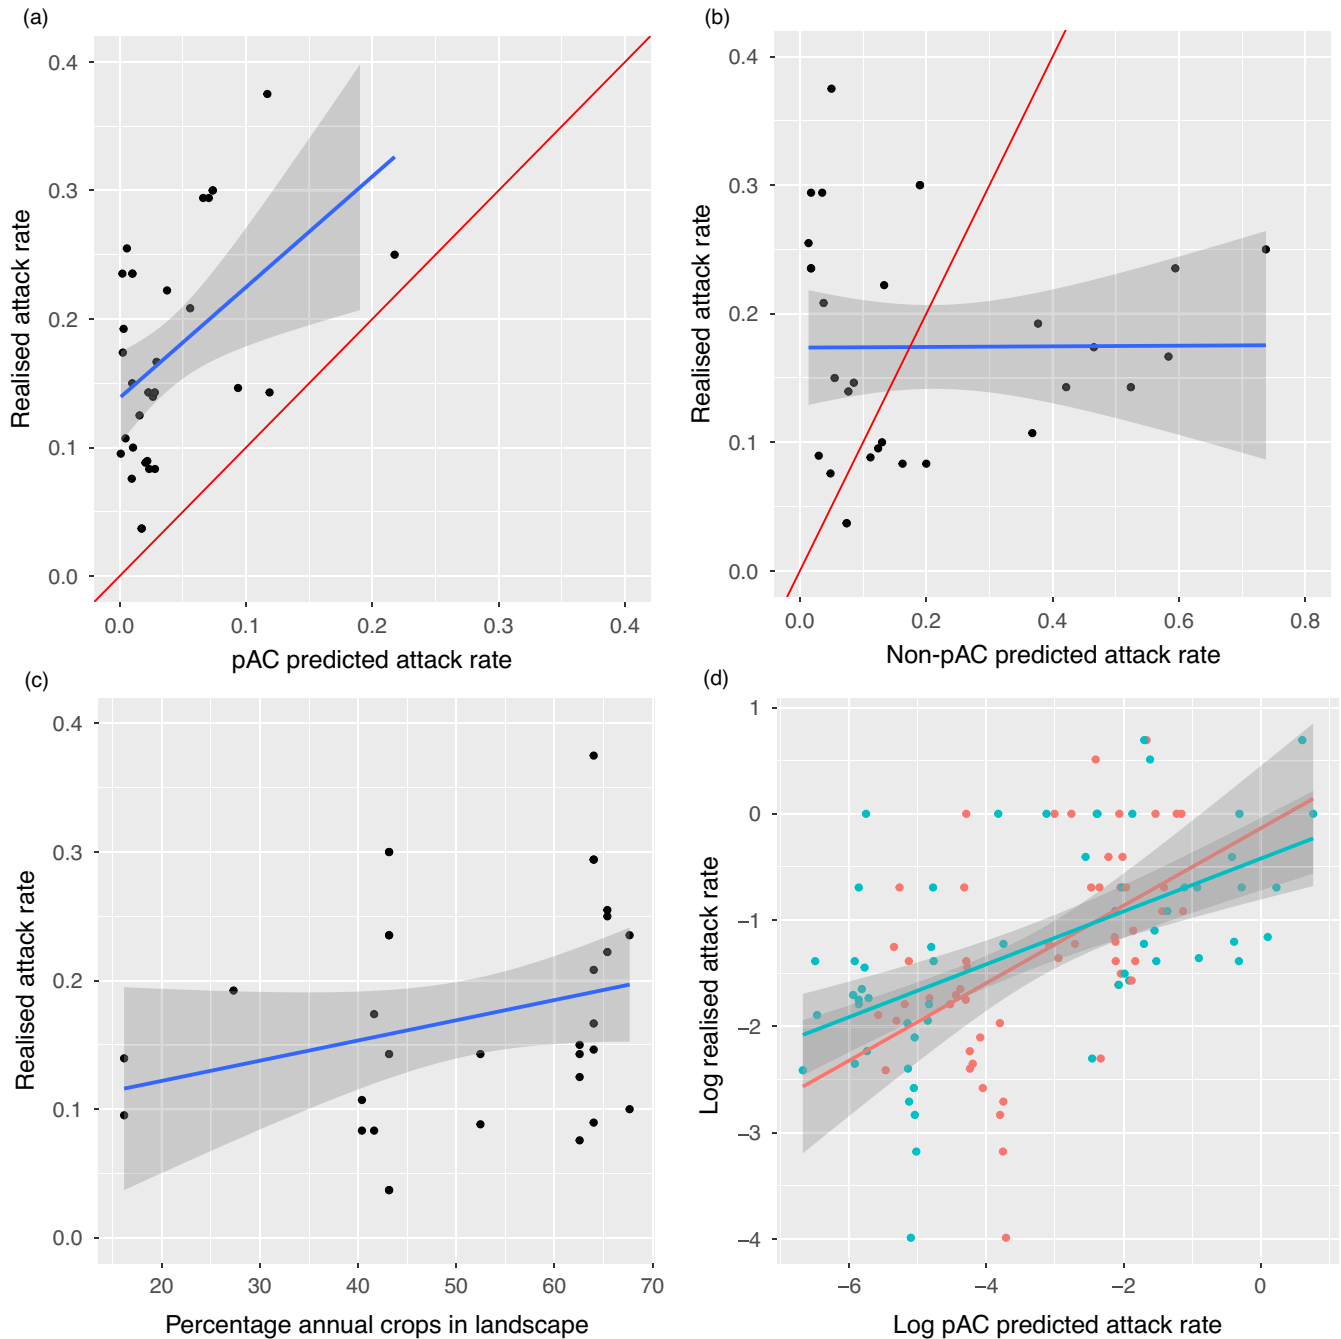 (a)
0.4
0.3
0.2
0.1
0.0
Realised attack rate
0.0 0.1 0.2 0.3 0.4
pAC predicted attack rate
(b)
0.4
0.3
0.2
0.1
0.0
Realised attack rate
0.0 0.2 0.4 0.6 0.8
Non-pAC predicted attack rate
(c)
0.4
0.3
0.2
0.1
0.0
Realised attack rate
20 30 40 50 60 70
Percentage annual crops in landscape
(d)
1
0
−1
−2
−3
−4
Log realised attack rate
−6 −4 −2 0
Log pAC predicted attack rate